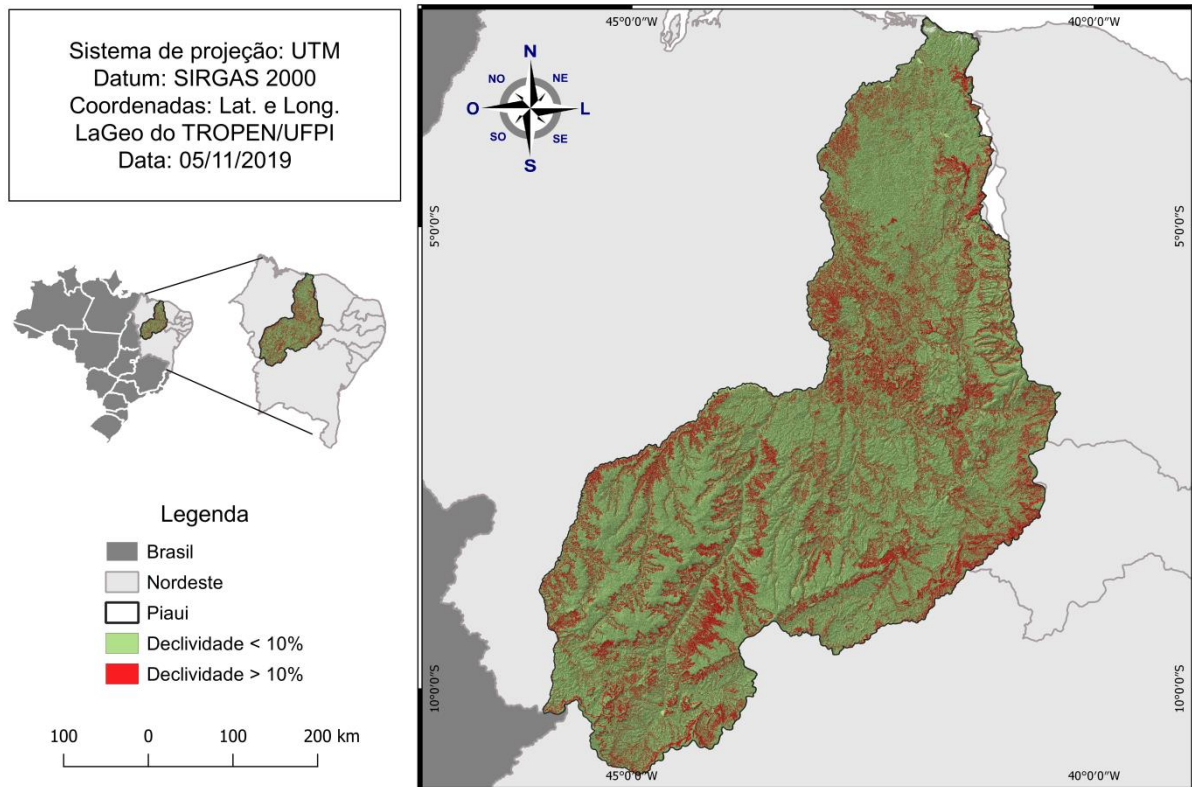 Sistema de projeção: UTM
Datum: SIRGAS 2000
Coordenadas: Lat. e Long.
LaGeo do TROPEN/UFPI
Data: 05/11/2019
Legenda
Brasil
Nordeste
Piaui
Declividade < 10%
Declividade > 10%
100 0 100 200 km
45°0'0"W 40°0'0"W
N
NO NE
O L
SO SE
S
5°0'0"S 5°0'0"S
10°0'0"S 10°0'0"S
45°0'0"W 40°0'0"W